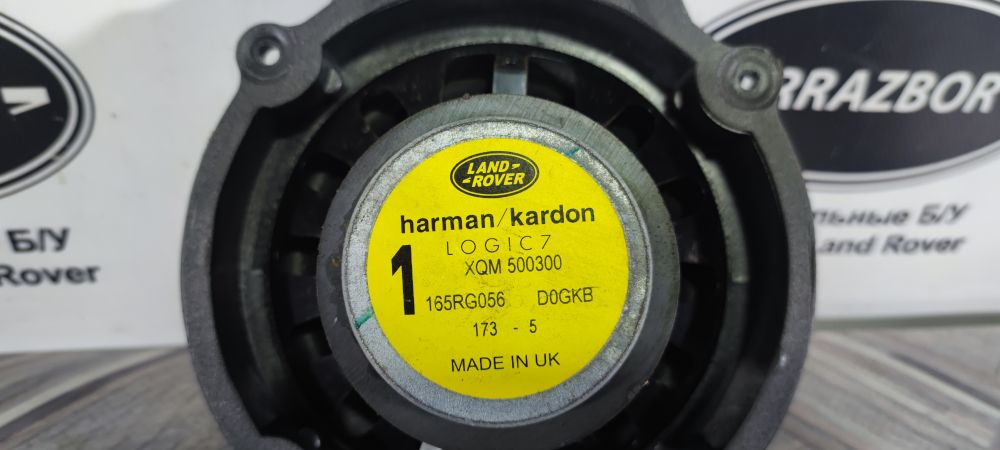 LAND-
-ROVER
harman/kardon
LOGIC7
XQM 500300
1
165RG056 D0GKB
173 - 5
MADE IN UK
RRAZBOR
Б/У
Rover
льные Б/У
Land Rover